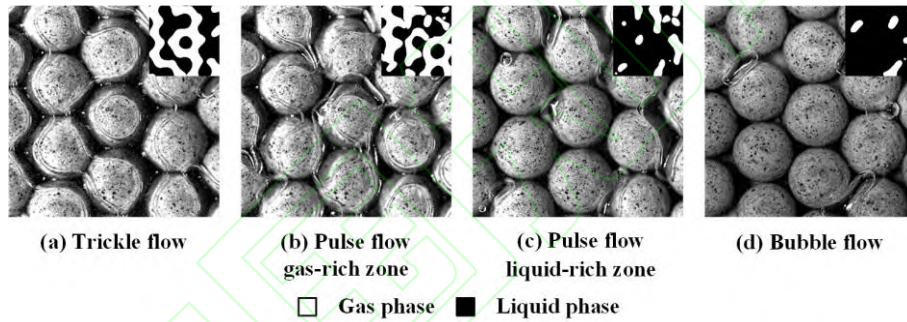 (a) Trickle flow
(b) Pulse flow
gas-rich zone
(c) Pulse flow
liquid-rich zone
(d) Bubble flow
Gas phase
Liquid phase